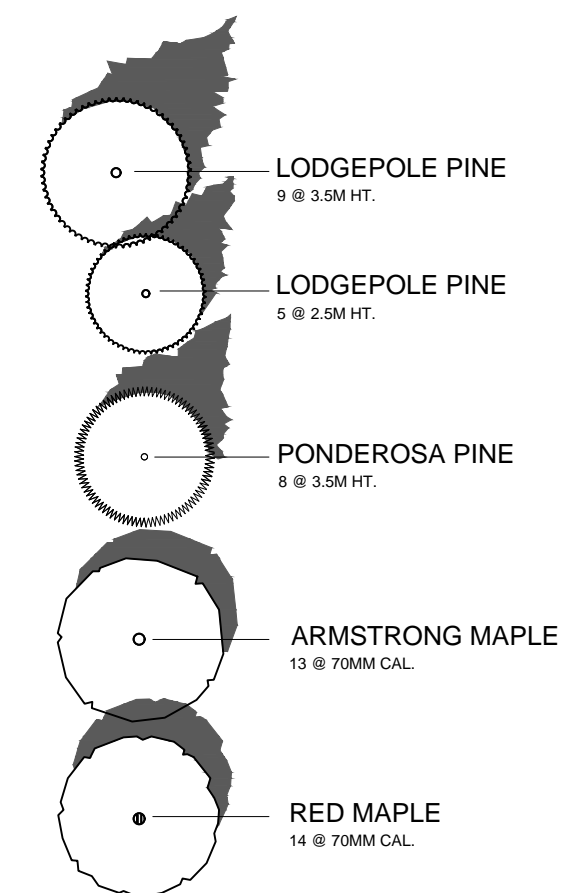 LODGEPOLE PINE
9 @ 3.5M HT.
LODGEPOLE PINE
5 @ 2.5M HT.
PONDEROSA PINE
8 @ 3.5M HT.
ARMSTRONG MAPLE
13 @ 70MM CAL.
RED MAPLE
14 @ 70MM CAL.